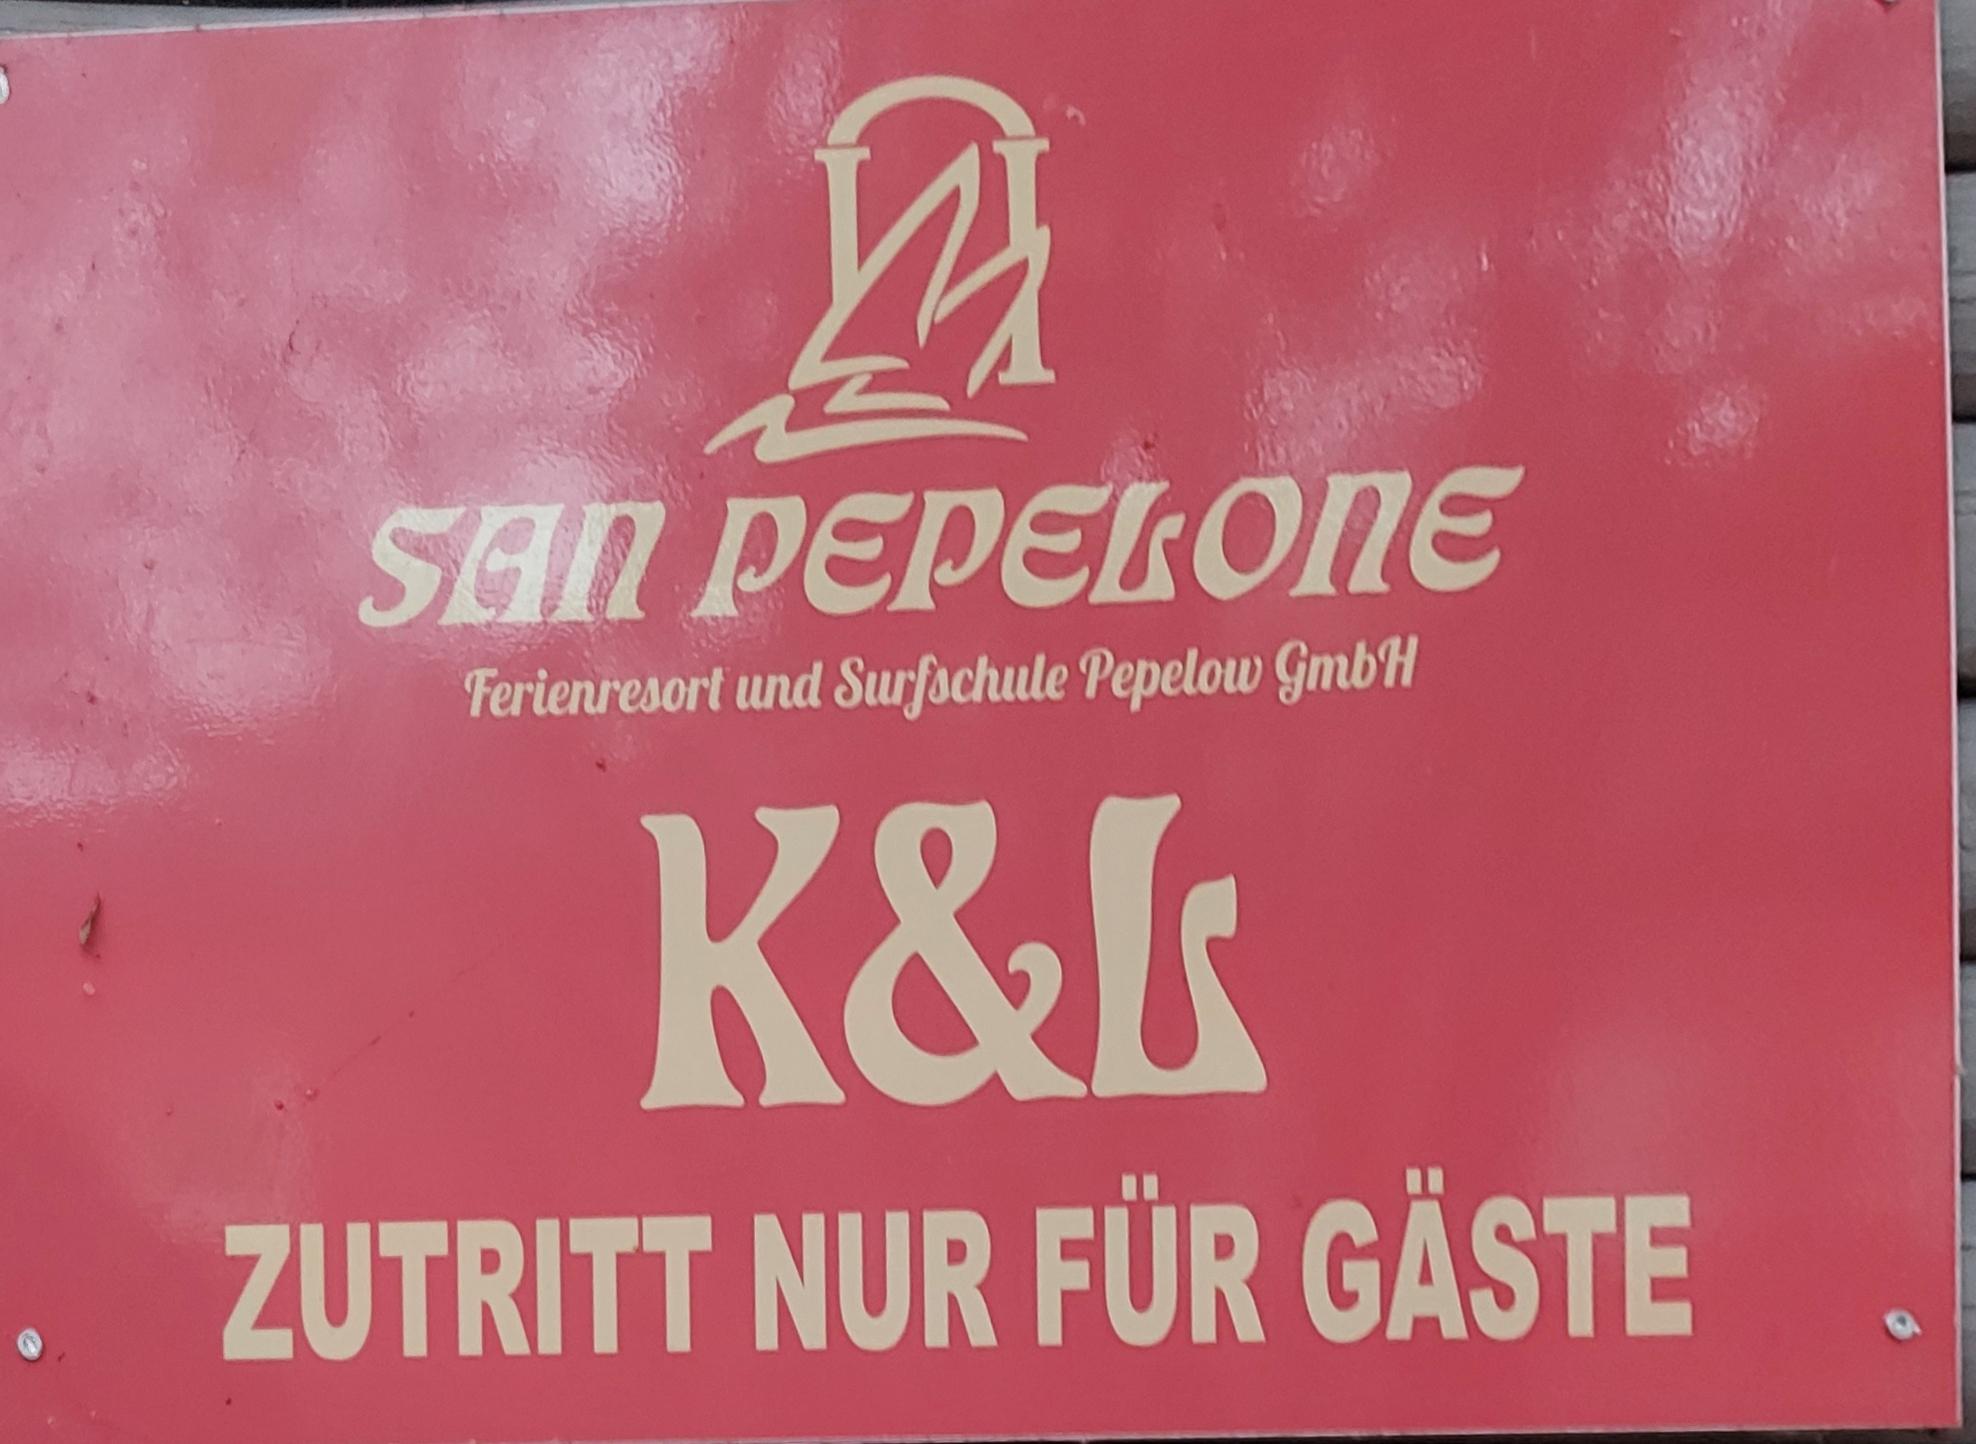 SAN PEPELONE
Ferienresort und Surfschule Pepelow GmbH
K&L
ZUTRITT NUR FÜR GÄSTE